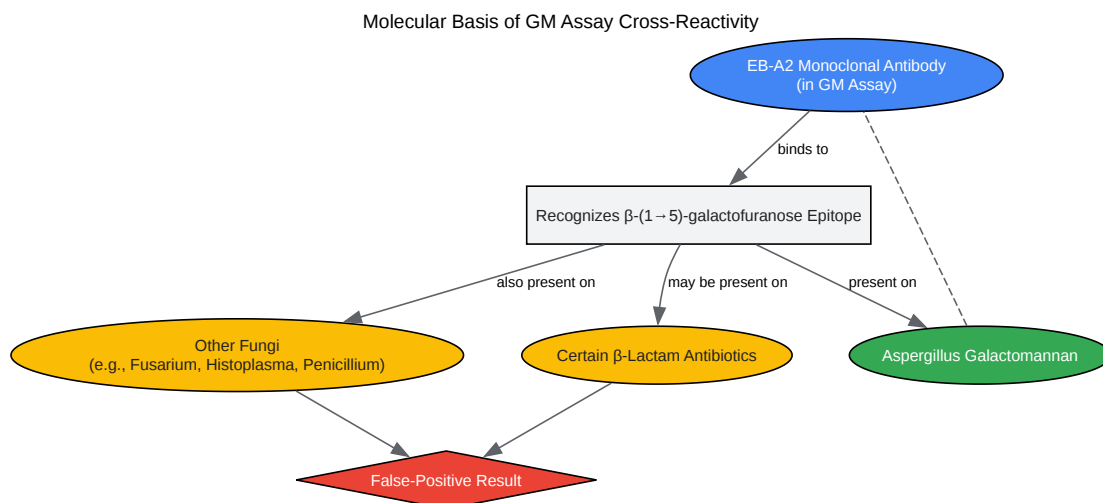 Molecular Basis of GM Assay Cross-Reactivity
EB-A2 Monoclonal Antibody
(in GM Assay)
binds to
Recognizes β-(1→5)-galactofuranose Epitope
also present on
may be present on
present on
Other Fungi
(e.g., Fusarium, Histoplasma, Penicillium)
Certain β-Lactam Antibiotics
Aspergillus Galactomannan
False-Positive Result